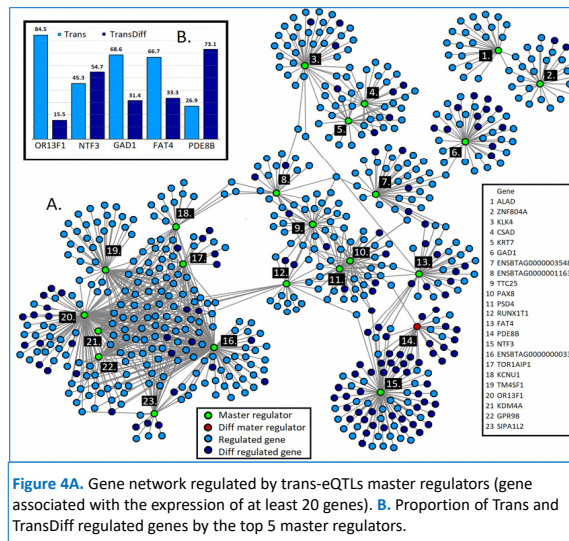 Trans
TransDiff
B.
84.5
15.5
45.3
54.7
68.6
31.4
66.7
33.3
26.9
73.1
OR13F1
NTF3
GAD1
FAT4
PDE8B
A.
1.
2.
3.
4.
5.
6.
7.
8.
9.
10.
11.
12.
13.
14.
15.
16.
17.
18.
19
20
21.
22.
23.
Master regulator
Diff mater regulator
Regulated gene
Diff regulated gene
Gene
1 ALAD
2 ZNF804A
3 KLK4
4 CSAD
5 KRT7
6 GAD1
7 ENSBTAG0000003548
8 ENSBTAG0000001163
9 TTC25
10 PAX8
11 PSD4
12 RUNX1T1
13 FAT4
14 PDE8B
15 NTF3
16 ENSBTAG0000000033
17 TOR1AIP1
18 KCNU1
19 TM4SF1
20 OR13F1
21 KDM4A
22 GPR98
23 SIPA1L2
Figure 4A. Gene network regulated by trans-eQTLs master regulators (gene
associated with the expression of at least 20 genes). B. Proportion of Trans and
TransDiff regulated genes by the top 5 master regulators.